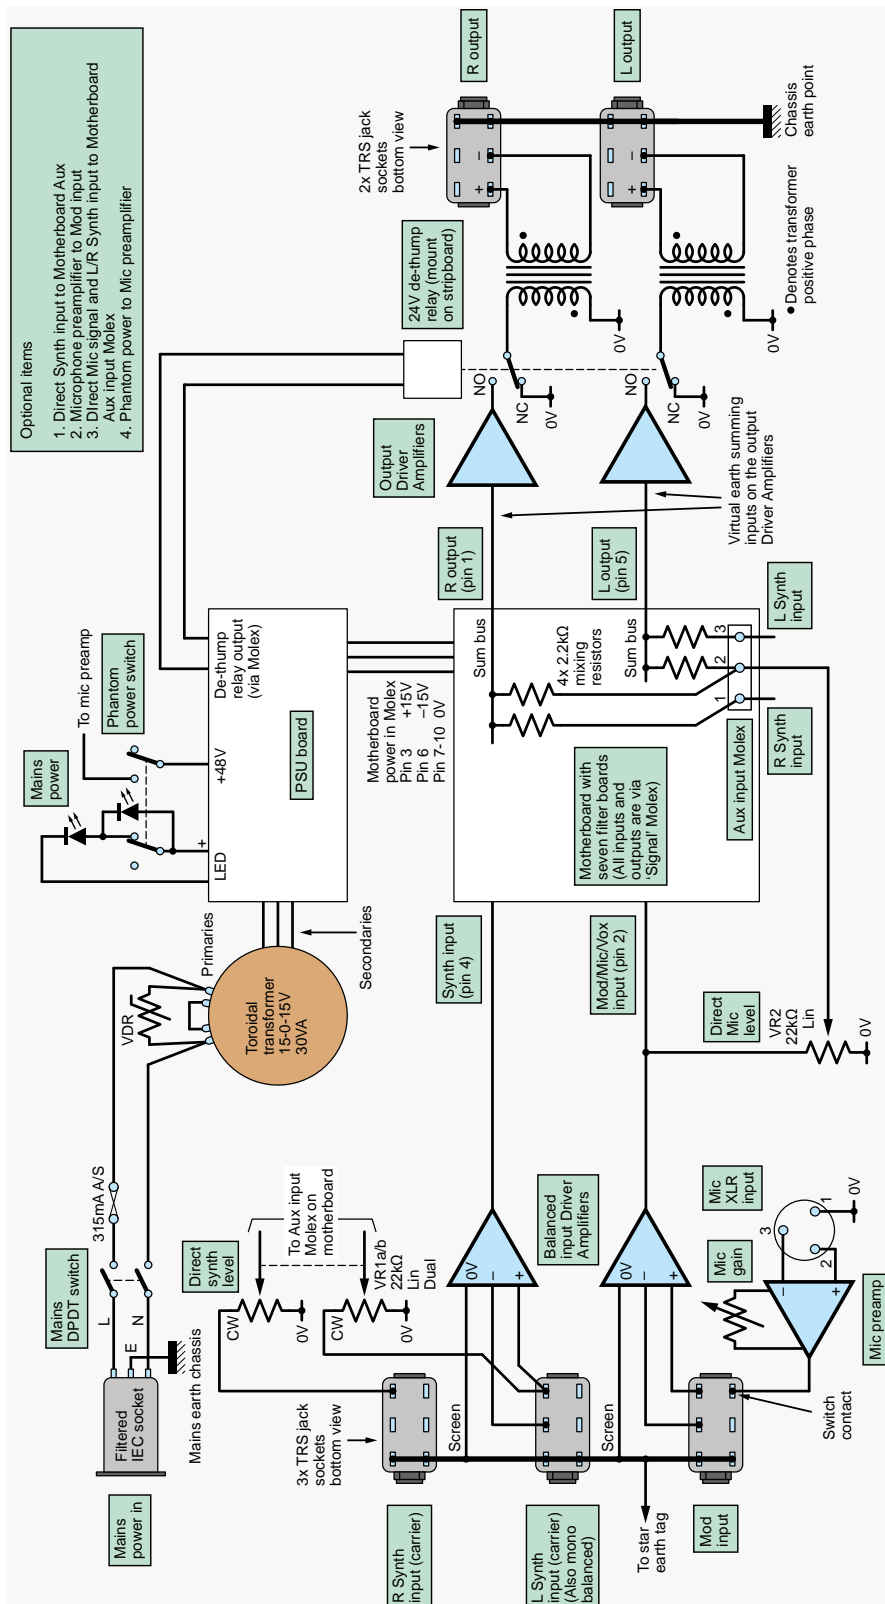 Optional items
1. Direct Synth input to Motherboard Aux
2. Microphone preamplifier to Mod input
3. DIrect Mic signal and L/R Synth input to Motherboard
Aux input Molex
4. Phantom power to Mic preamplifier
Mains
power in
Filtered
IEC socket
L
E
N
Mains earth chassis
Mains
DPDT switch
315mA A/S
VDR
Primaries
Toroidal
transformer
15-0-15V
30VA
Secondaries
Mains
power
LED
+
+48V
To mic preamp
Phantom
power switch
De-thump
relay output
(via Molex)
PSU board
Motherboard
power in Molex
Pin 3 +15V
Pin 6 –15V
Pin 7-10 0V
24V de-thump
relay (mount
on stripboard)
2x TRS jack
sockets
bottom view
R output
L output
+
–
+
–
Chassis
earth point
Denotes transformer
positive phase
0V
0V
NO
NC
0V
NO
NC
0V
Output
Driver
Amplifiers
Virtual earth summing
inputs on the output
Driver Amplifiers
R output
(pin 1)
L output
(pin 5)
Sum bus
Sum bus
4x 2.2kΩ
mixing
resistors
1
2
3
Aux input Molex
R Synth
input
L Synth
input
Motherboard with
seven filter boards
(All inputs and
outputs are via
‘Signal’ Molex)
Synth input
(pin 4)
Mod/Mic/Vox
input (pin 2)
Direct
Mic
level
VR2
22kΩ
Lin
0V
Direct
synth
level
To Aux input
Molex on
motherboard
CW
0V
CW
0V
VR1a/b
22kΩ
Lin
Dual
3x TRS jack
sockets
bottom view
Screen
0V
–
+
Balanced
input Driver
Amplifiers
Screen
0V
–
+
R Synth
input (carrier)
L Synth
input (carrier)
(Also mono
balanced)
To star
earth tag
Mod
input
Switch
contact
Mic
gain
Mic
XLR
input
3
2
1
0V
–
+
Mic preamp